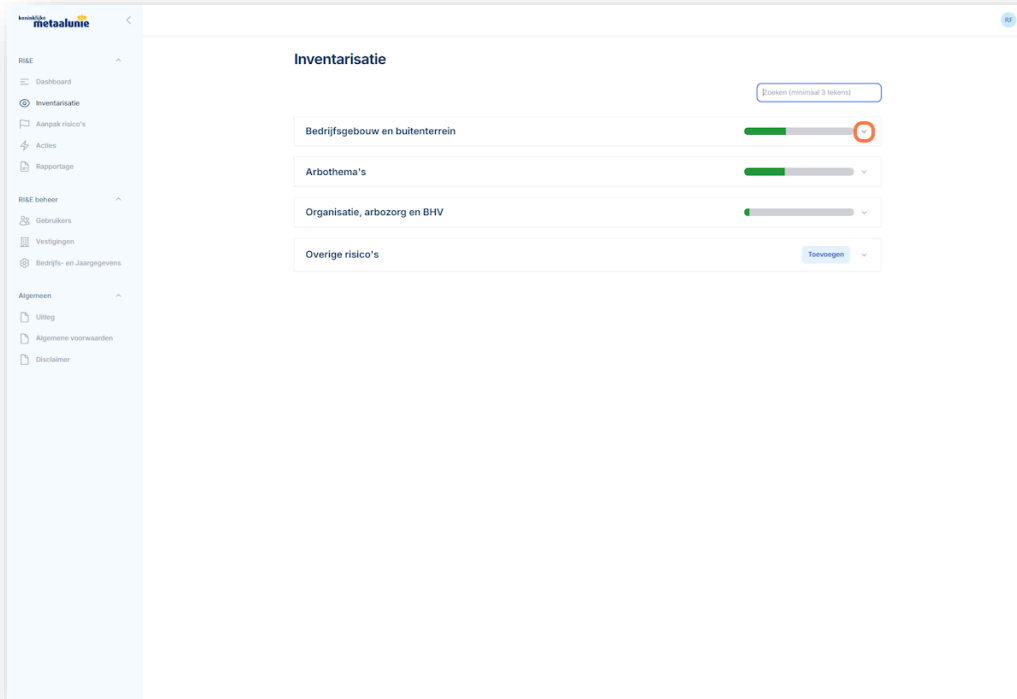 koninklijke
metaalunie
RI&E
Dashboard
Inventarisatie
Aanpak risico's
Acties
Rapportage
RI&E beheer
Gebruikers
Vestigingen
Bedrijfs- en Jaargegevens
Algemeen
Uitleg
Algemene voorwaarden
Disclaimer
RF
Inventarisatie
Zoeken (minimaal 3 tekens)
Bedrijfsgebouw en buitenterrein
Arbothema's
Organisatie, arbozorg en BHV
Overige risico's
Toevoegen